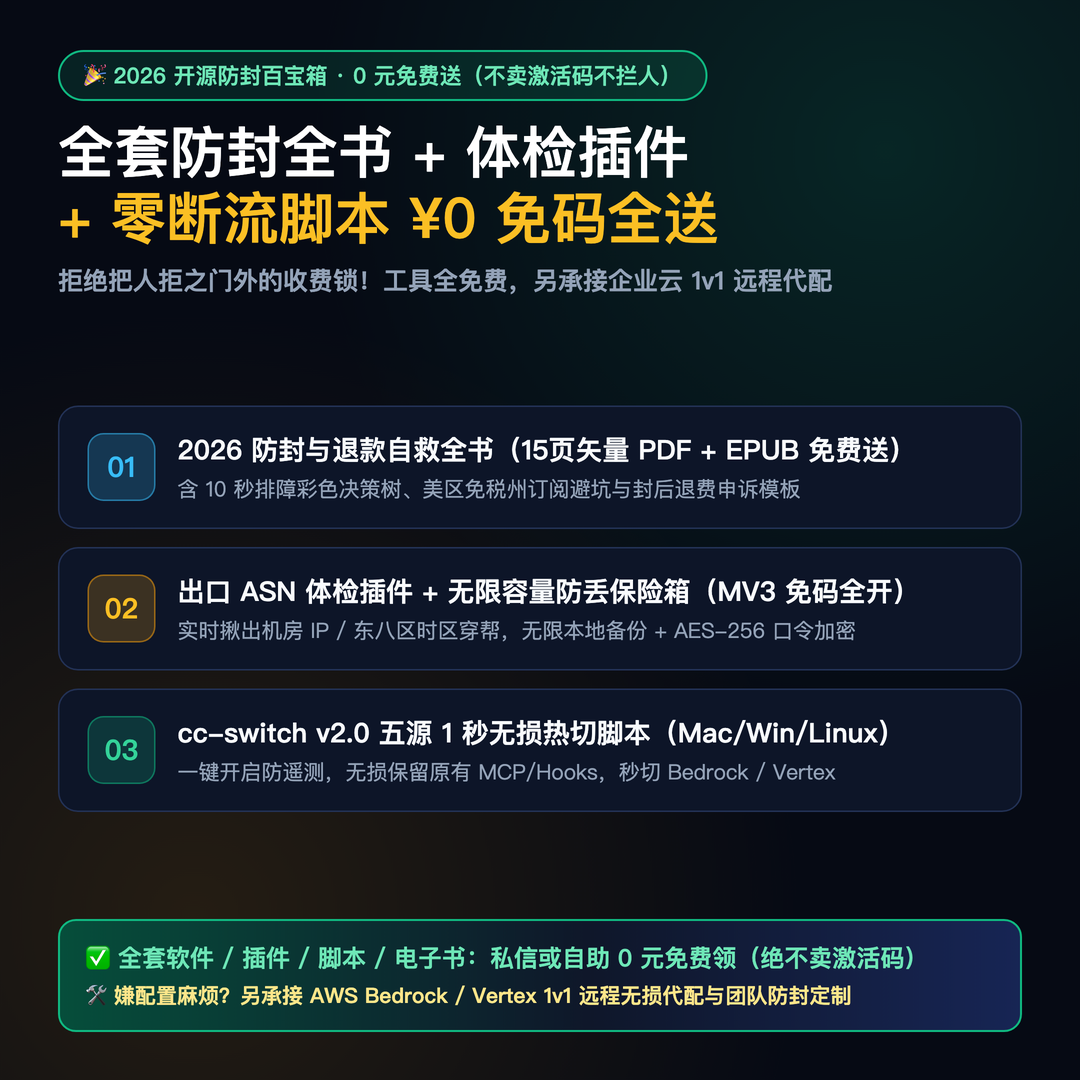 🎉 2026 开源防封百宝箱 · 0 元免费送（不卖激活码不拦人）
全套防封全书 + 体检插件
+ 零断流脚本 ¥0 免码全送
拒绝把人拒之门外的收费锁！工具全免费，另承接企业云 1v1 远程代配
01
2026 防封与退款自救全书（15页矢量 PDF + EPUB 免费送）
含 10 秒排障彩色决策树、美区免税州订阅避坑与封后退费申诉模板
02
出口 ASN 体检插件 + 无限容量防丢保险箱（MV3 免码全开）
实时揪出机房 IP / 东八区时区穿帮，无限本地备份 + AES-256 口令加密
03
cc-switch v2.0 五源 1 秒无损热切脚本（Mac/Win/Linux）
一键开启防遥测，无损保留原有 MCP/Hooks，秒切 Bedrock / Vertex
✅ 全套软件 / 插件 / 脚本 / 电子书：私信或自助 0 元免费领（绝不卖激活码）
🛠️ 嫌配置麻烦？另承接 AWS Bedrock / Vertex 1v1 远程无损代配与团队防封定制